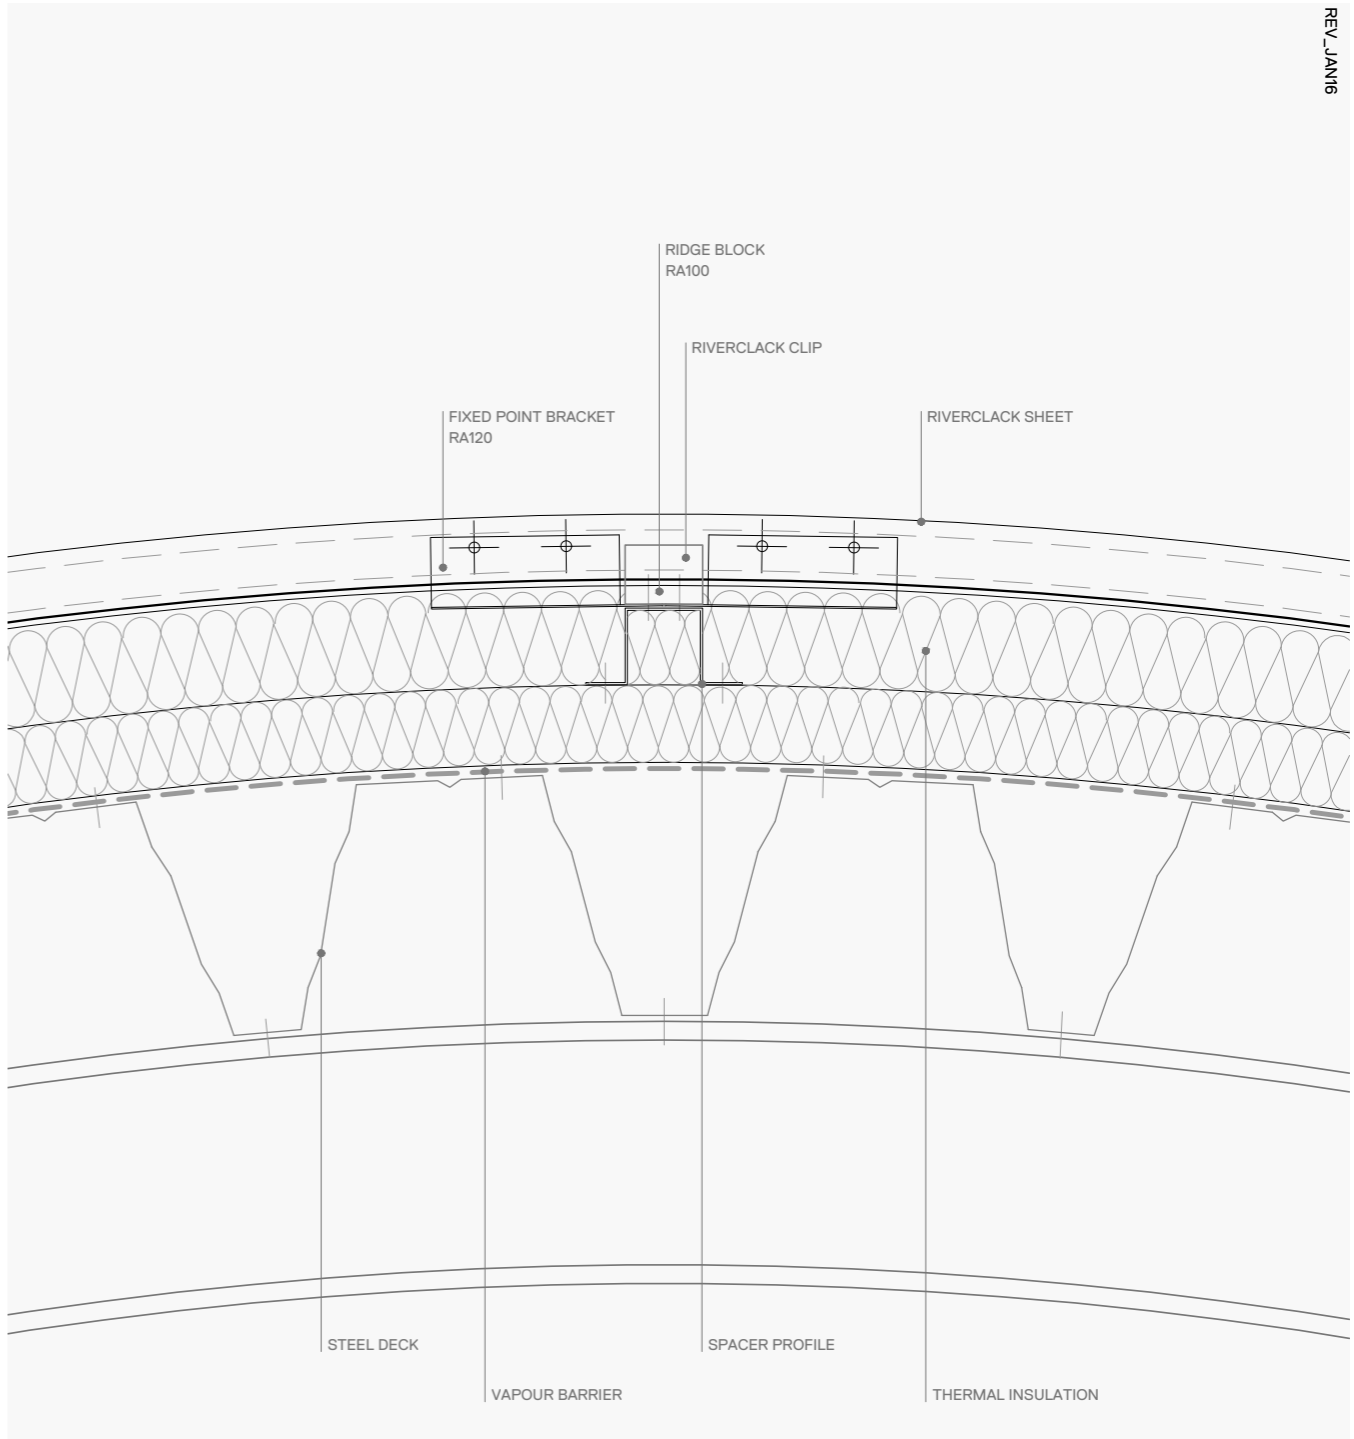 REV_JAN16
RIDGE BLOCK
RA100
RIVERCLACK CLIP
FIXED POINT BRACKET
RA120
RIVERCLACK SHEET
STEEL DECK
SPACER PROFILE
VAPOUR BARRIER
THERMAL INSULATION